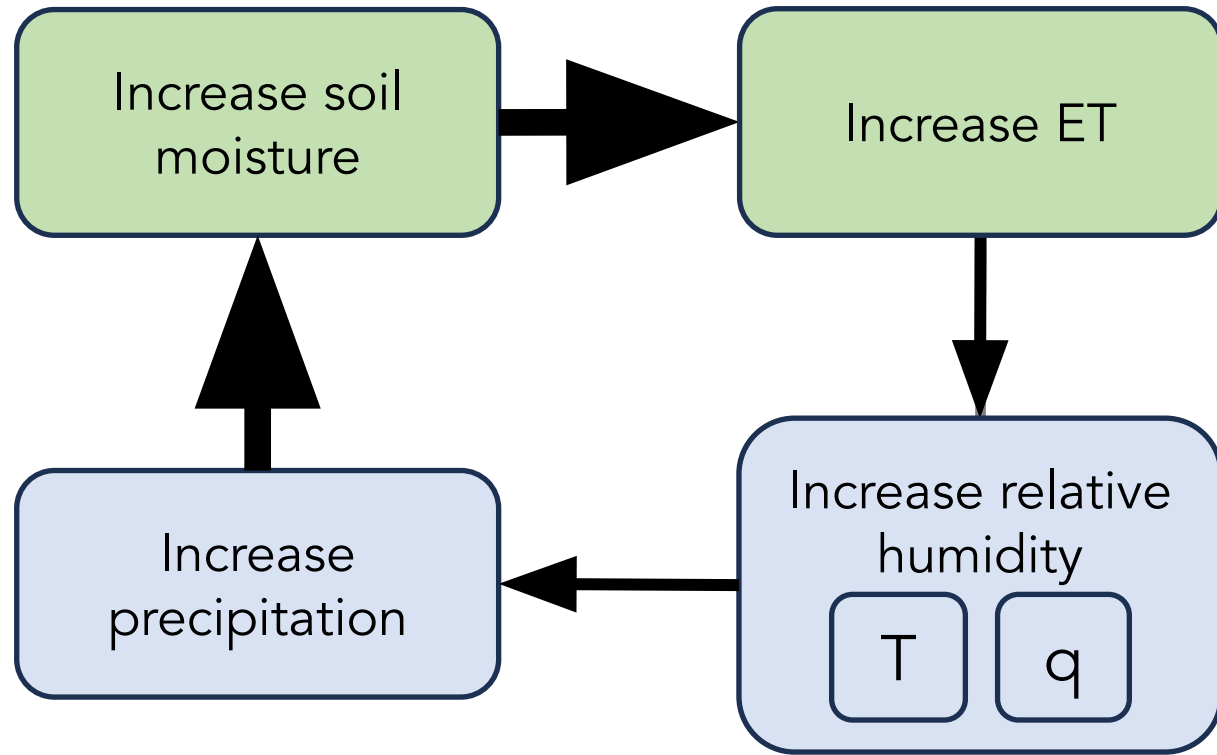 Increase soil
moisture
Increase ET
Increase relative
humidity
T
q
Increase
precipitation